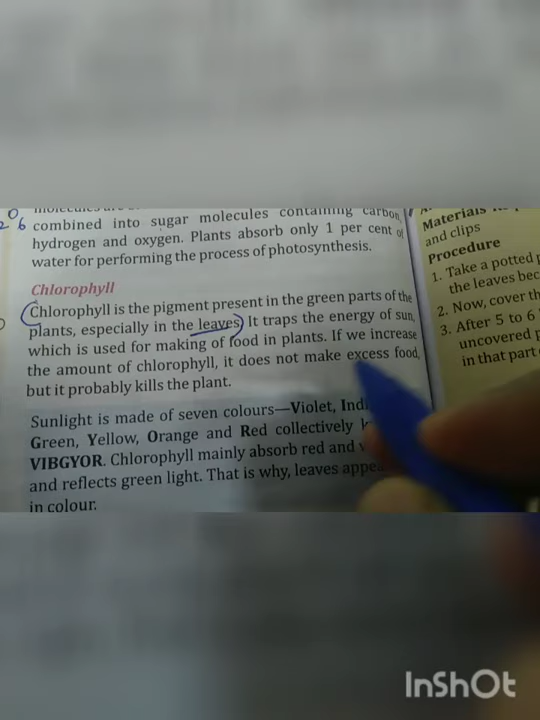 combined into sugar molecules containing carbon,
hydrogen and oxygen. Plants absorb only 1 per cent of
water for performing the process of photosynthesis.
Chlorophyll
Chlorophyll is the pigment present in the green parts of the
plants, especially in the leaves. It traps the energy of sun,
which is used for making of food in plants. If we increase
the amount of chlorophyll, it does not make excess food,
but it probably kills the plant.
Sunlight is made of seven colours—Violet,
Green, Yellow, Orange and Red collectively
VIBGYOR. Chlorophyll mainly absorb red and
and reflects green light. That is why, leaves
in colour.
Materials
and clips
Procedure
1. Take a potted
the leaves
2. Now, cover
3. After 5 to 6
uncovered
in that part
InShOt